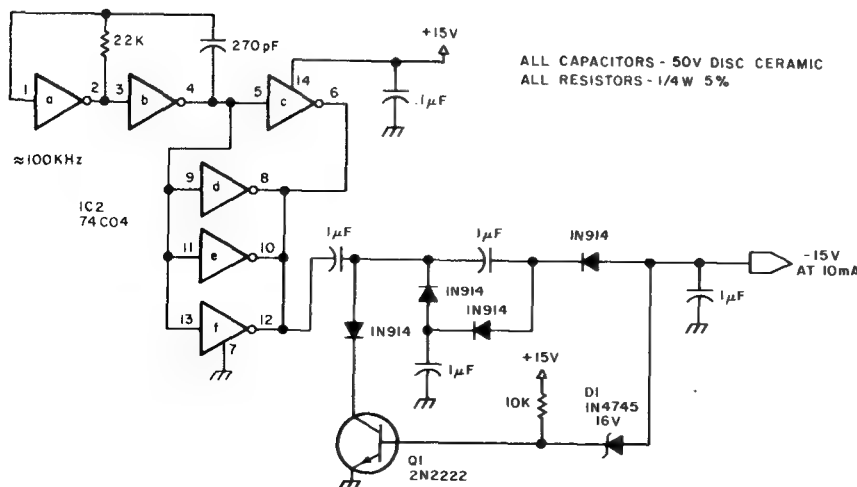 22K
270pF
+15V
ALL CAPACITORS - 50V DISC CERAMIC
ALL RESISTORS - 1/4W 5%
1
a
2
3
b
4
5
c
14
6
.1µF
≈100KHz
9
d
8
IC2
74C04
11
e
10
13
f
12
7
1µF
1µF
1N914
-15V
AT 10mA
1N914
1N914
1N914
1µF
1µF
+15V
10K
D1
1N4745
16V
Q1
2N2222